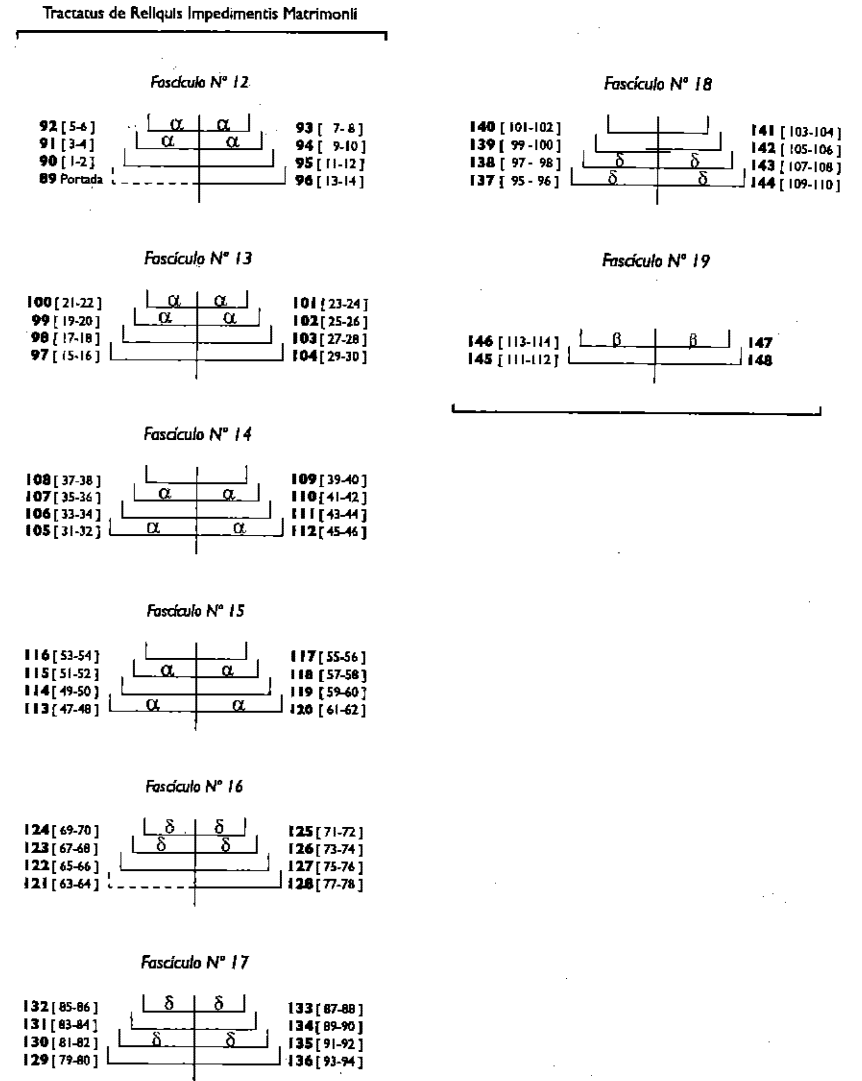 Tractatus de Reliquis Impedimentis Matrimonii
Fascículo Nº 12
92 [ 5-6 ] α α 93 [ 7- 8 ]
91 [ 3-4 ] α α 94 [ 9-10 ]
90 [ 1-2 ] 95 [ 11-12 ]
89 Portada 96 [ 13-14 ]
Fascículo Nº 13
100 [ 21-22 ] α α 101 [ 23-24 ]
99 [ 19-20 ] α α 102 [ 25-26 ]
98 [ 17-18 ] 103 [ 27-28 ]
97 [ 15-16 ] 104 [ 29-30 ]
Fascículo Nº 14
108 [ 37-38 ] 109 [ 39-40 ]
107 [ 35-36 ] α α 110 [ 41-42 ]
106 [ 33-34 ] 111 [ 43-44 ]
105 [ 31-32 ] α α 112 [ 45-46 ]
Fascículo Nº 15
116 [ 53-54 ] 117 [ 55-56 ]
115 [ 51-52 ] α α 118 [ 57-58 ]
114 [ 49-50 ] 119 [ 59-60 ]
113 [ 47-48 ] α α 120 [ 61-62 ]
Fascículo Nº 16
124 [ 69-70 ] δ δ 125 [ 71-72 ]
123 [ 67-68 ] δ δ 126 [ 73-74 ]
122 [ 65-66 ] 127 [ 75-76 ]
121 [ 63-64 ] 128 [ 77-78 ]
Fascículo Nº 17
132 [ 85-86 ] δ δ 133 [ 87-88 ]
131 [ 83-84 ] 134 [ 89-90 ]
130 [ 81-82 ] δ δ 135 [ 91-92 ]
129 [ 79-80 ] 136 [ 93-94 ]
Fascículo Nº 18
140 [ 101-102 ] 141 [ 103-104 ]
139 [ 99 -100 ] 142 [ 105-106 ]
138 [ 97 - 98 ] δ δ 143 [ 107-108 ]
137 [ 95 - 96 ] δ δ 144 [ 109-110 ]
Fascículo Nº 19
146 [ 113-114 ] β β 147
145 [ 111-112 ] 148